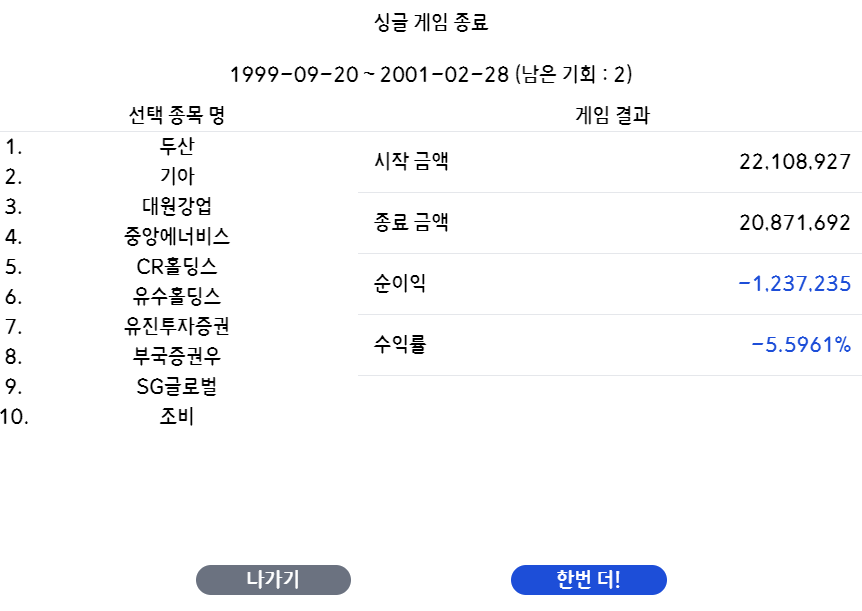 싱글 게임 종료
1999-09-20 ~ 2001-02-28 (남은 기회 : 2)
선택 종목 명
1. 두산
2. 기아
3. 대원강업
4. 중앙에너비스
5. CR홀딩스
6. 유수홀딩스
7. 유진투자증권
8. 부국증권우
9. SG글로벌
10. 조비
게임 결과
시작 금액 22,108,927
종료 금액 20,871,692
순이익 -1,237,235
수익률 -5.5961%
나가기
한번 더!